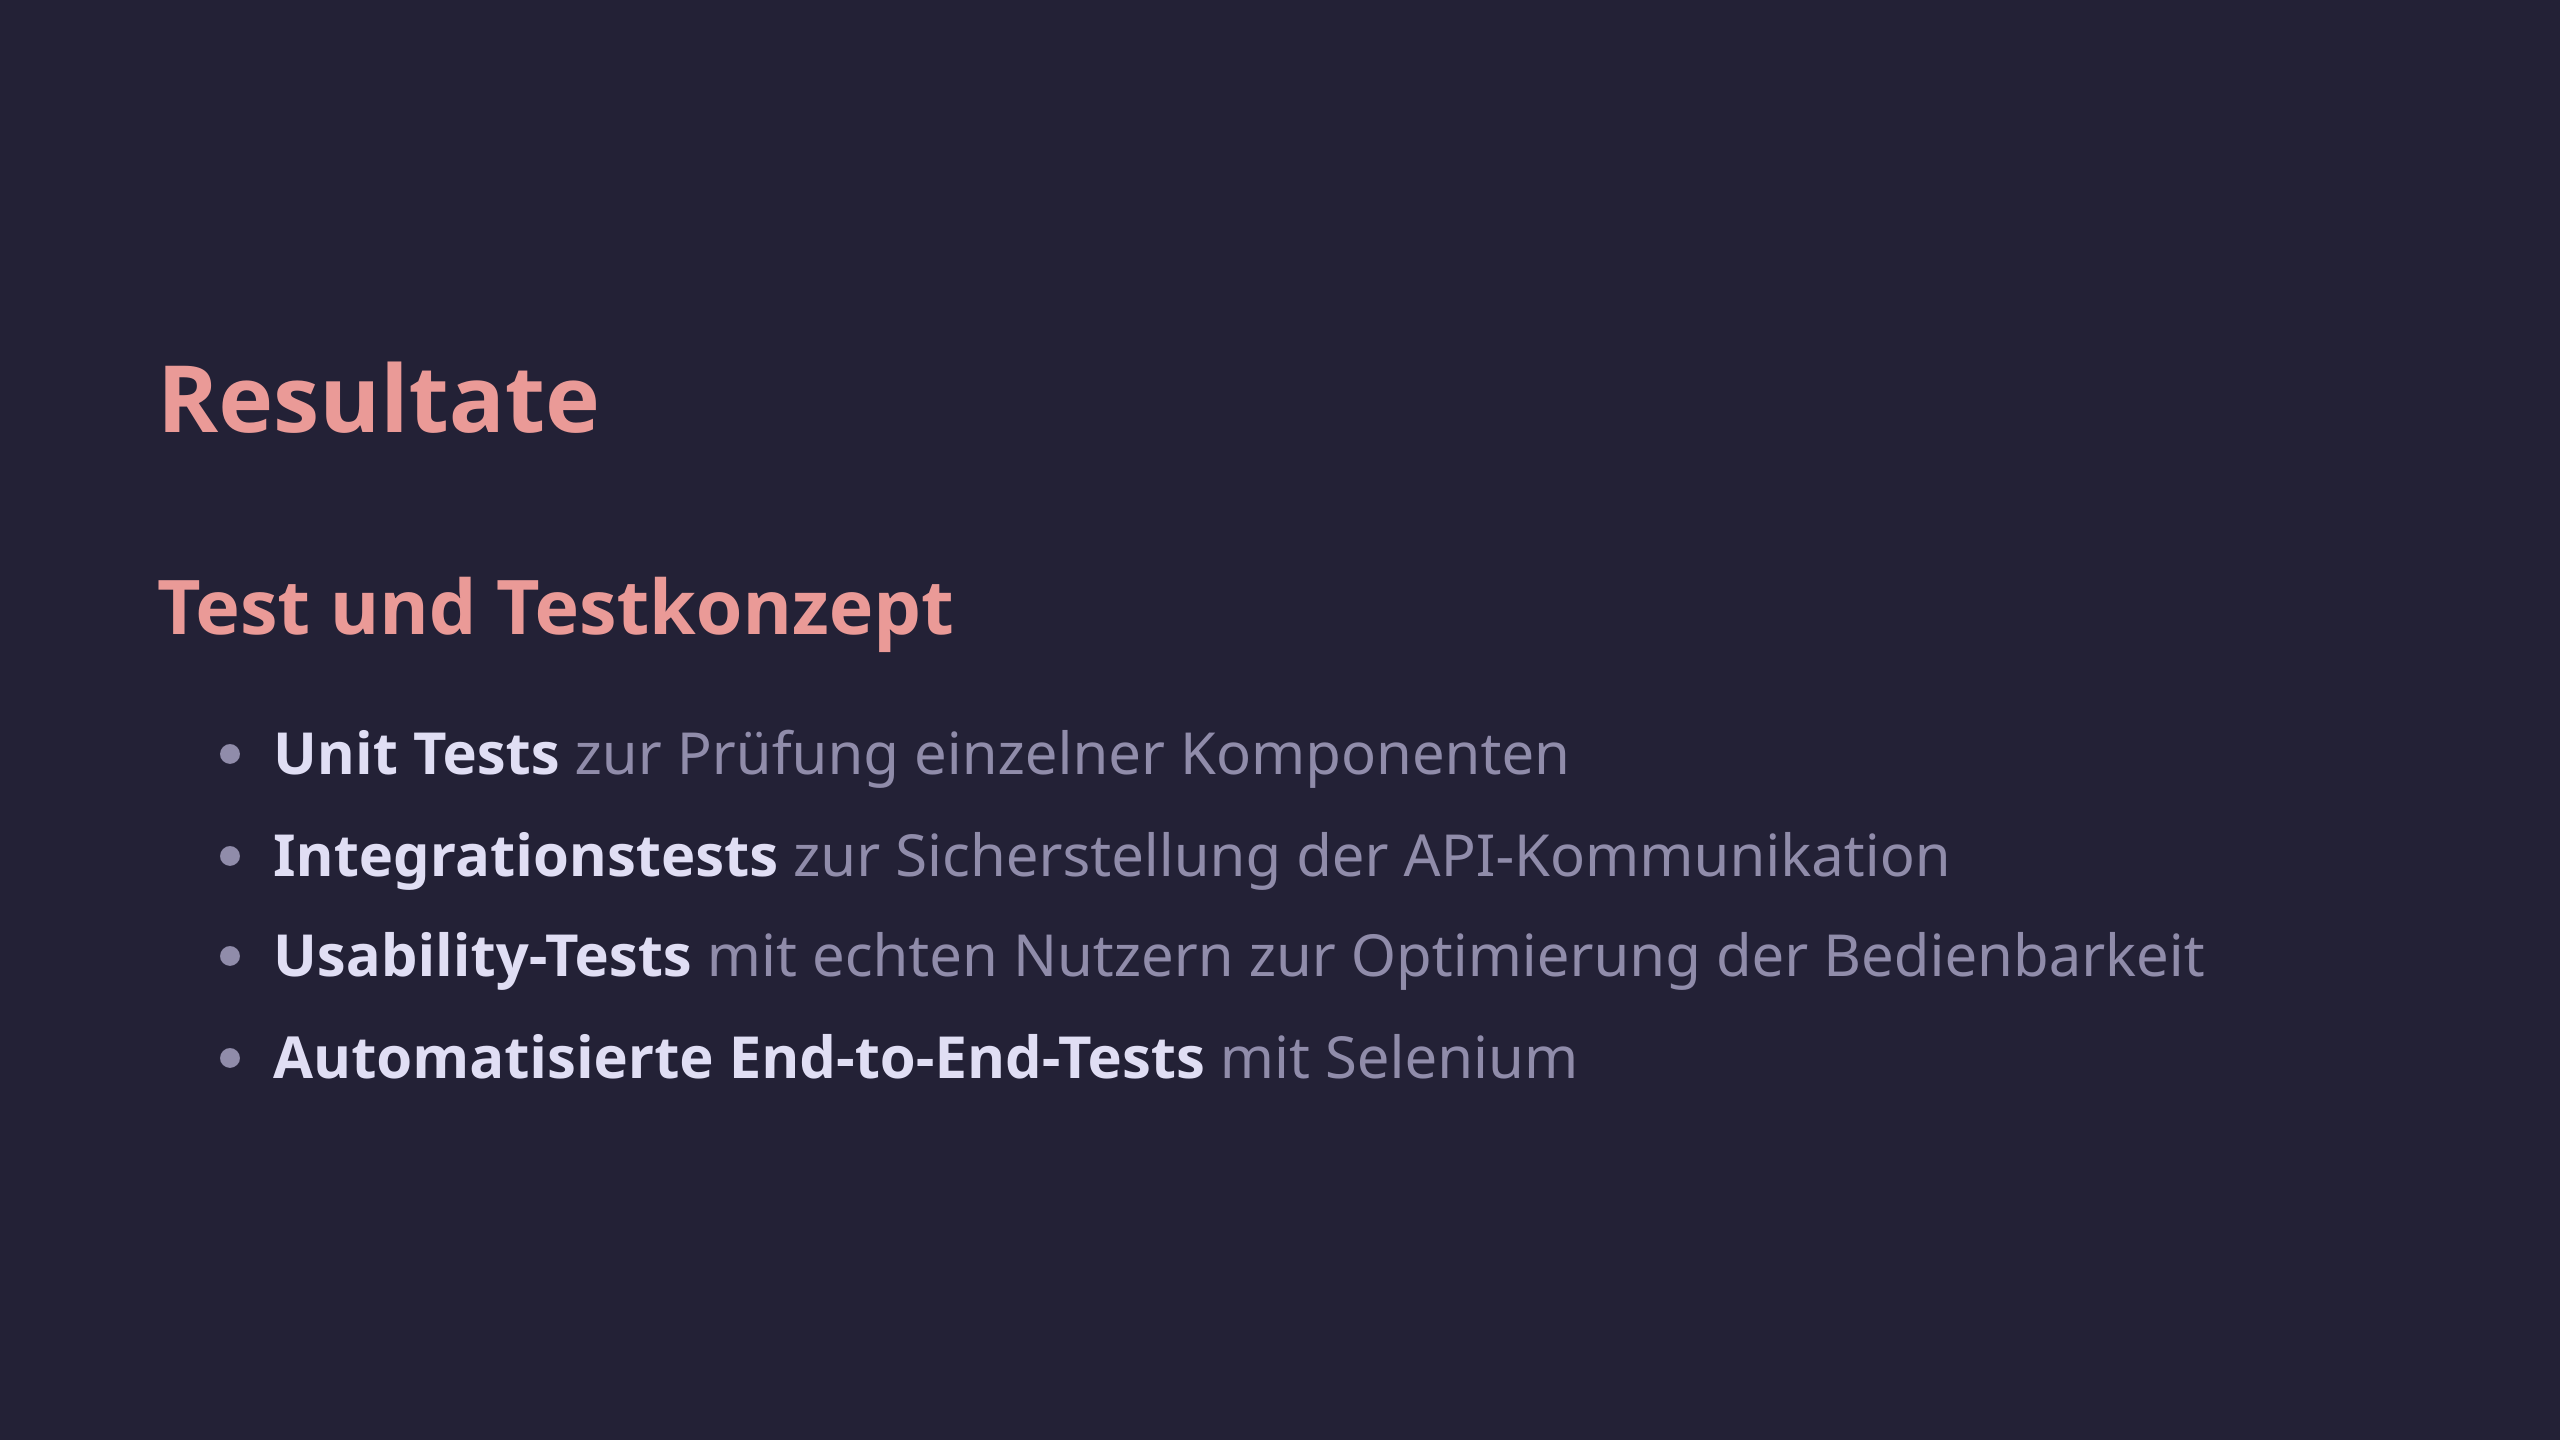 Resultate
Test und Testkonzept
Unit Tests zur Prüfung einzelner Komponenten
Integrationstests zur Sicherstellung der API-Kommunikation
Usability-Tests mit echten Nutzern zur Optimierung der Bedienbarkeit
Automatisierte End-to-End-Tests mit Selenium